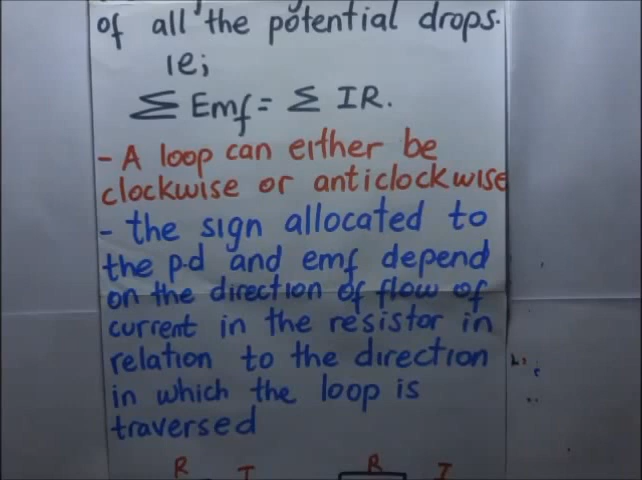 of all the potential drops.
ie;
Σ Emf = Σ IR.
- A loop can either be
clockwise or anticlockwise
- the sign allocated to
the p.d and emf depend
on the direction of flow of
current in the resistor in
relation to the direction
in which the loop is
traversed
R I R I